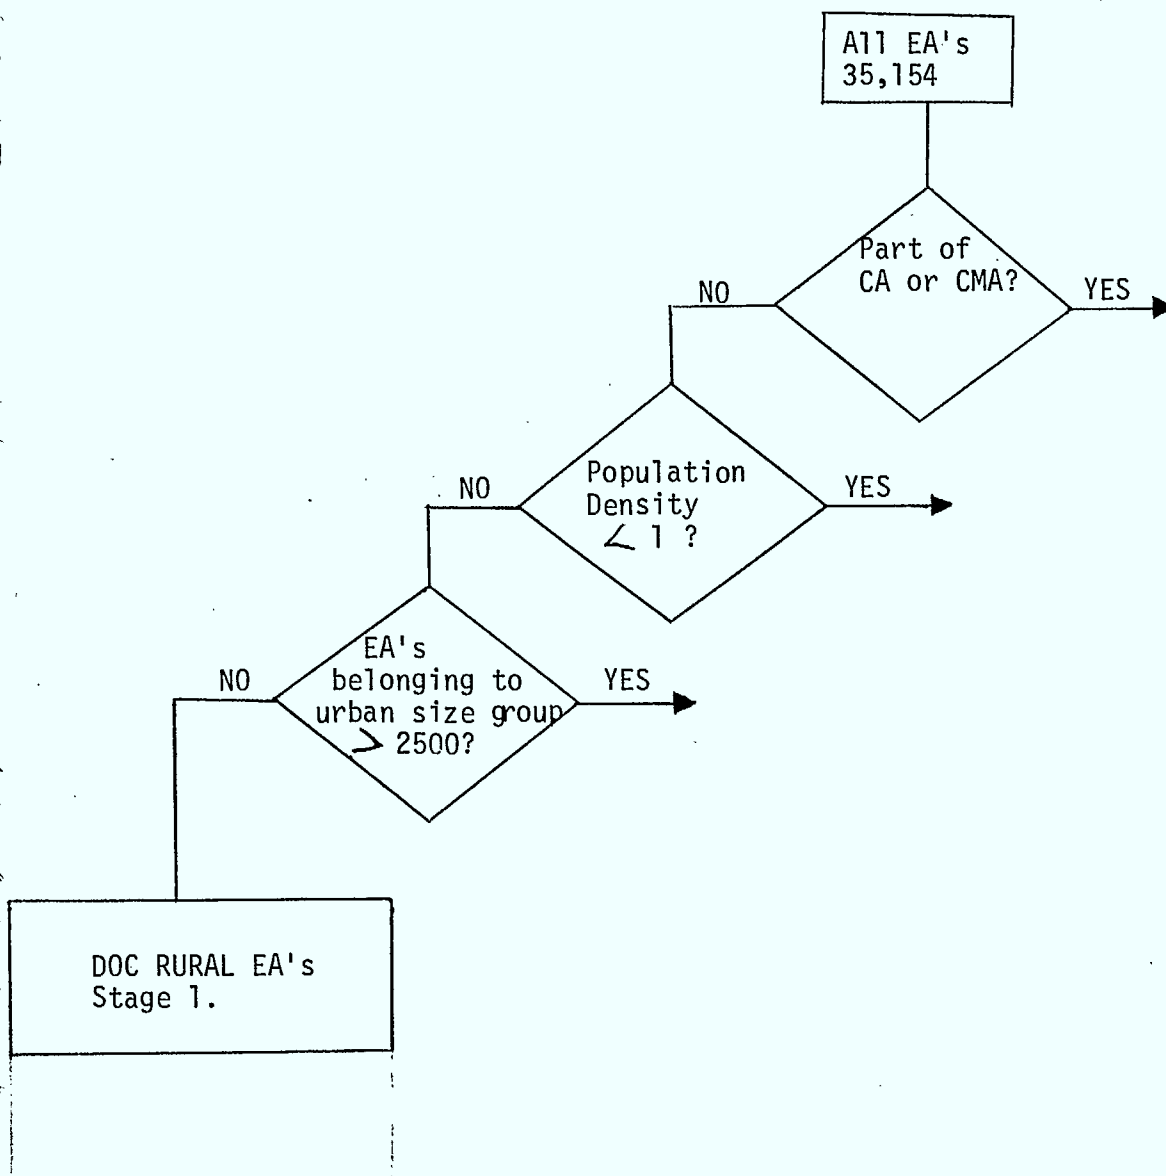 All EA's
35,154
Part of
CA or CMA?
NO
YES
Population
Density
< 1 ?
NO
YES
EA's
belonging to
urban size group
> 2500?
NO
YES
DOC RURAL EA's
Stage 1.